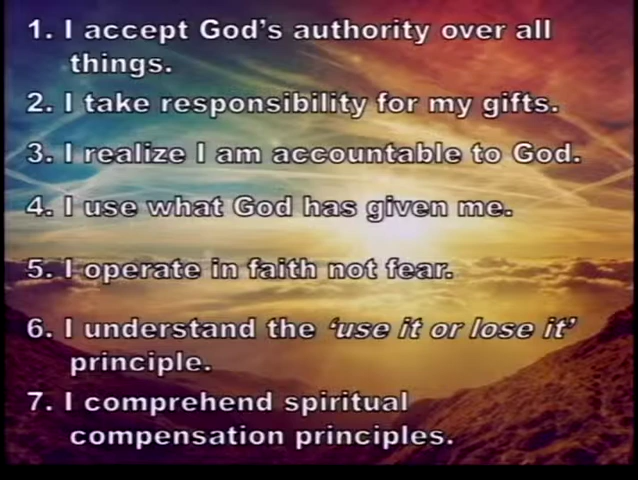 1. I accept God's authority over all
things.
2. I take responsibility for my gifts.
3. I realize I am accountable to God.
4. I use what God has given me.
5. I operate in faith not fear.
6. I understand the ‘use it or lose it’
principle.
7. I comprehend spiritual
compensation principles.